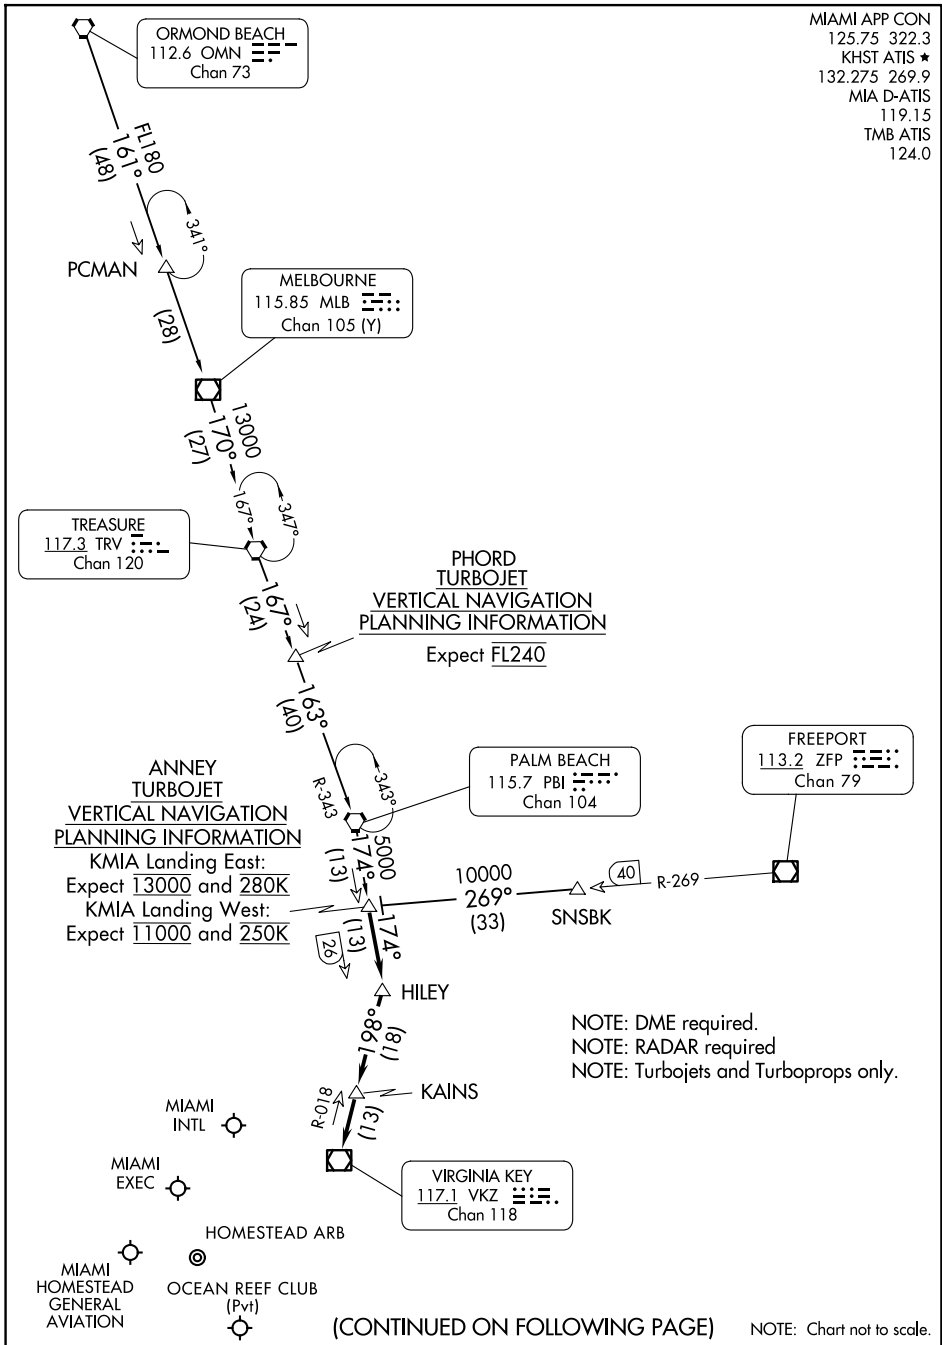 MIAMI APP CON
125.75 322.3
KHST ATIS ★
132.275 269.9
MIA D-ATIS
119.15
TMB ATIS
124.0
ORMOND BEACH
112.6 OMN
Chan 73
FL180
161°
(48)
341°
PCMAN
MELBOURNE
115.85 MLB
Chan 105 (Y)
(28)
13000
170°
(27)
167°
347°
TREASURE
117.3 TRV
Chan 120
167°
(24)
PHORD
TURBOJET
VERTICAL NAVIGATION
PLANNING INFORMATION
Expect FL240
163°
(40)
R-343
343°
PALM BEACH
115.7 PBI
Chan 104
FREEPORT
113.2 ZFP
Chan 79
ANNEY
TURBOJET
VERTICAL NAVIGATION
PLANNING INFORMATION
KMIA Landing East:
Expect 13000 and 280K
KMIA Landing West:
Expect 11000 and 250K
5000
174°
(13)
10000
269°
(33)
40
R-269
SNSBK
174°
(13)
26
HILEY
198°
(18)
NOTE: DME required.
NOTE: RADAR required
NOTE: Turbojets and Turboprops only.
KAINS
R-018
(13)
VIRGINIA KEY
117.1 VKZ
Chan 118
MIAMI
INTL
MIAMI
EXEC
HOMESTEAD ARB
MIAMI
HOMESTEAD
GENERAL
AVIATION
OCEAN REEF CLUB
(Pvt)
(CONTINUED ON FOLLOWING PAGE)
NOTE: Chart not to scale.